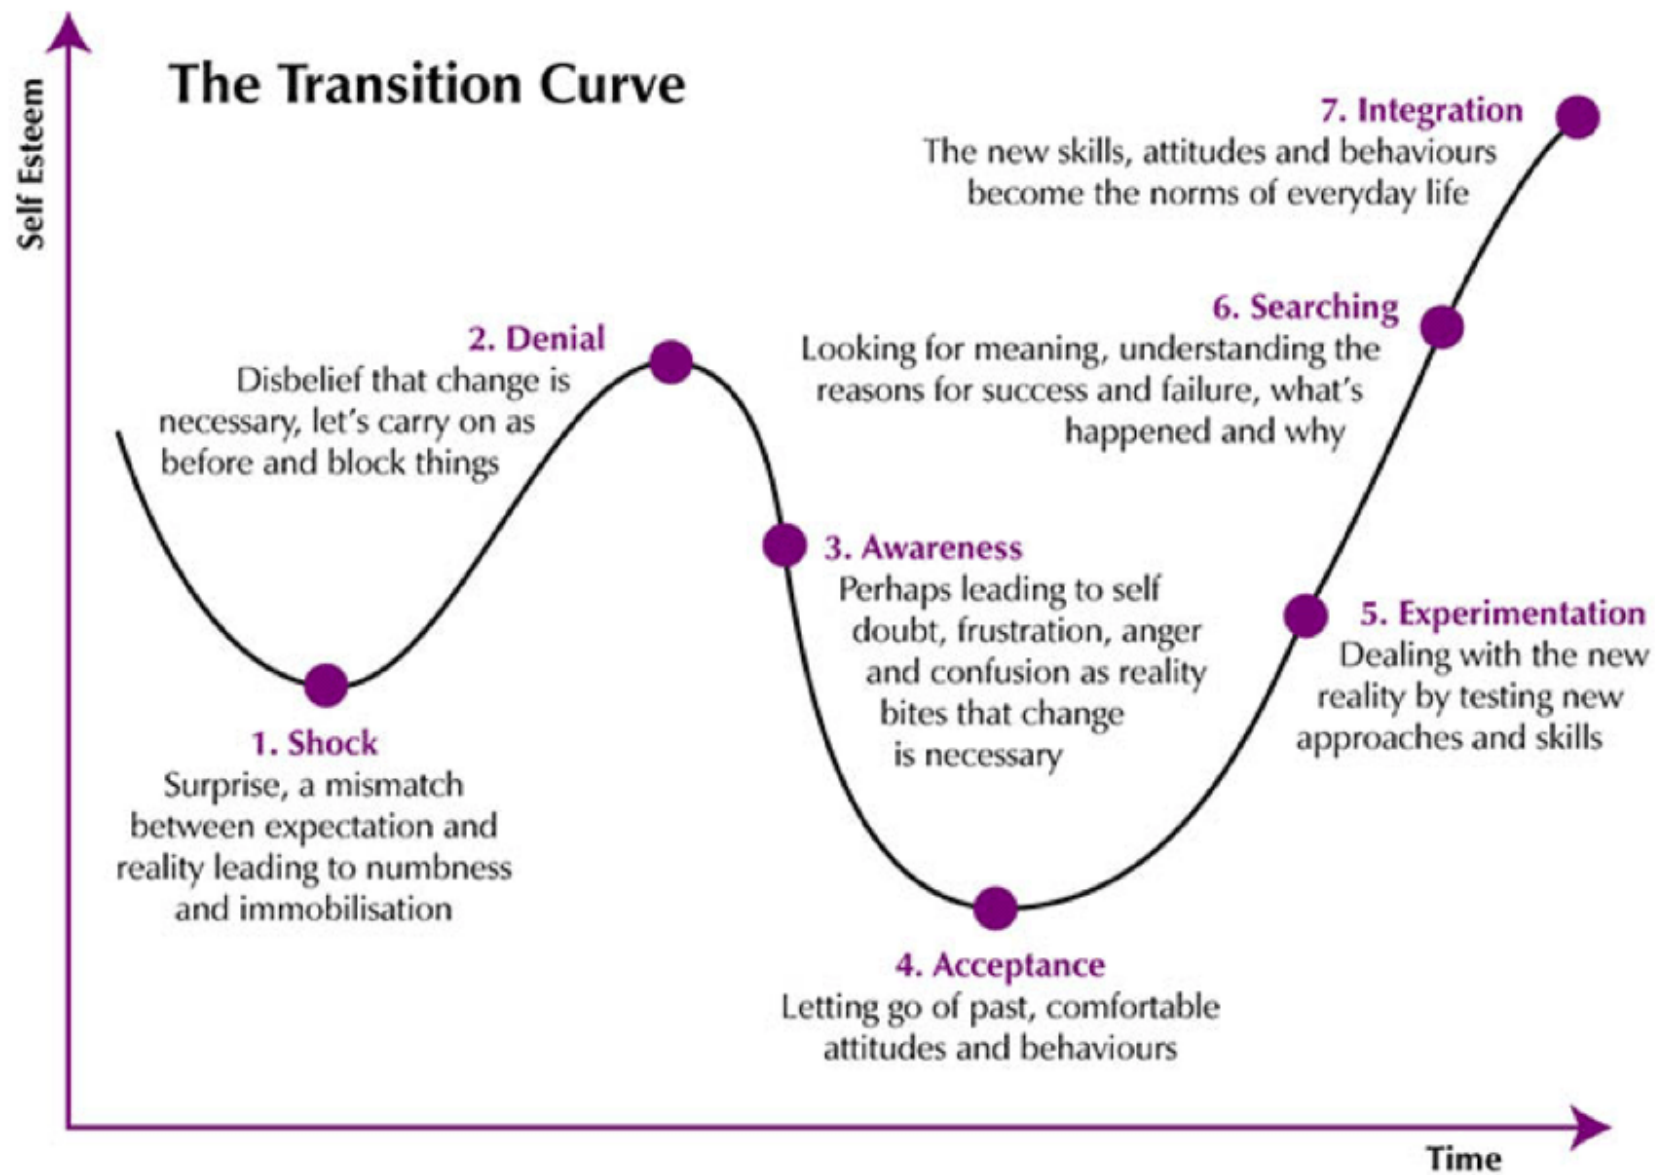 The Transition Curve
Self Esteem
7. Integration
The new skills, attitudes and behaviours
become the norms of everyday life
6. Searching
Looking for meaning, understanding the
reasons for success and failure, what's
happened and why
2. Denial
Disbelief that change is
necessary, let's carry on as
before and block things
3. Awareness
Perhaps leading to self
doubt, frustration, anger
and confusion as reality
bites that change
is necessary
5. Experimentation
Dealing with the new
reality by testing new
approaches and skills
1. Shock
Surprise, a mismatch
between expectation and
reality leading to numbness
and immobilisation
4. Acceptance
Letting go of past, comfortable
attitudes and behaviours
Time